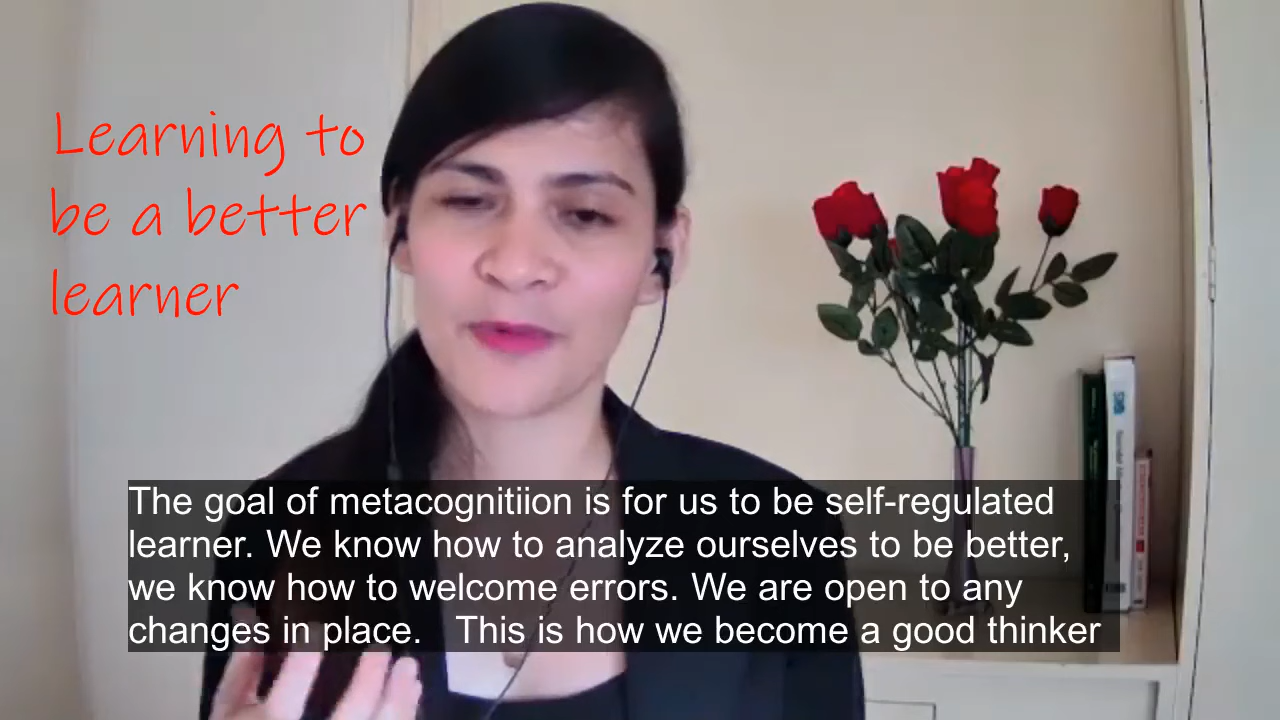 Learning to
be a better
learner
The goal of metacognitiion is for us to be self-regulated
learner. We know how to analyze ourselves to be better,
we know how to welcome errors. We are open to any
changes in place.   This is how we become a good thinker